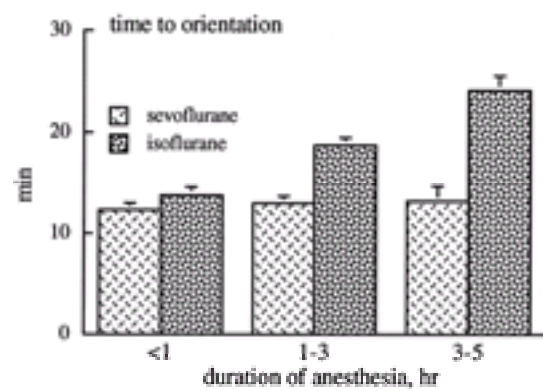 time to orientation
30
sevoflurane
isoflurane
20
min
10
0
<1
1-3
3-5
duration of anesthesia, hr